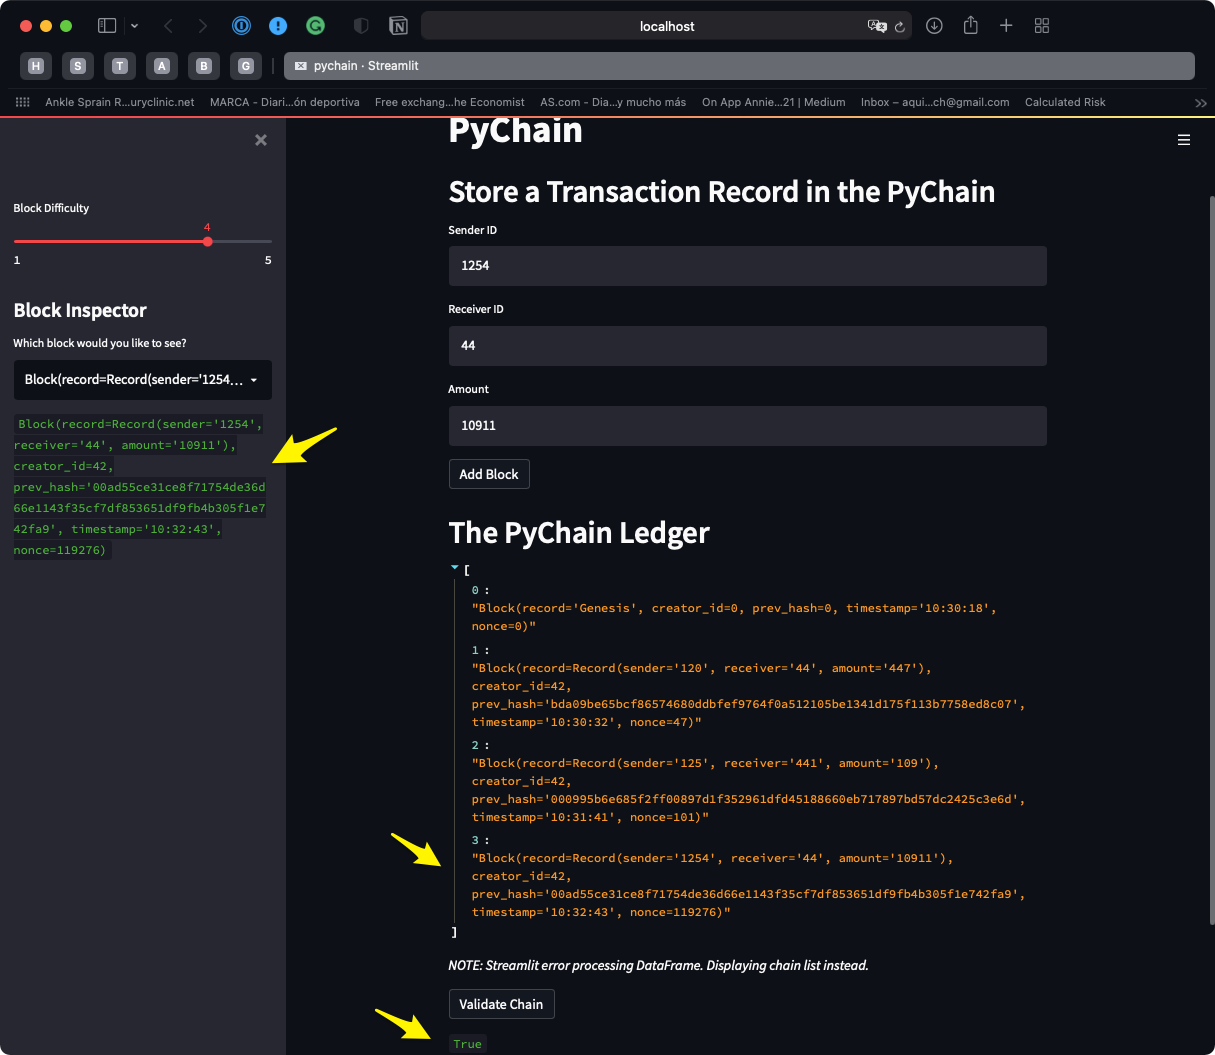 localhost
H S T A B G pychain · Streamlit
Ankle Sprain R...uryclinic.net MARCA - Diari...ón deportiva Free exchang...he Economist AS.com - Dia...y mucho más On App Annie...21 | Medium Inbox – aqui...ch@gmail.com Calculated Risk
Block Difficulty
4
1 5
Block Inspector
Which block would you like to see?
Block(record=Record(sender='1254...
Block(record=Record(sender='1254',
receiver='44', amount='10911'),
creator_id=42,
prev_hash='00ad55ce31ce8f71754de36d
66e1143f35cf7df853651df9fb4b305f1e7
42fa9', timestamp='10:32:43',
nonce=119276)
PyChain
Store a Transaction Record in the PyChain
Sender ID
1254
Receiver ID
44
Amount
10911
Add Block
The PyChain Ledger
[
0 :
"Block(record='Genesis', creator_id=0, prev_hash=0, timestamp='10:30:18',
nonce=0)"
1 :
"Block(record=Record(sender='120', receiver='44', amount='447'),
creator_id=42,
prev_hash='bda09be65bcf86574680ddbfef9764f0a512105be1341d175f113b7758ed8c07',
timestamp='10:30:32', nonce=47)"
2 :
"Block(record=Record(sender='125', receiver='441', amount='109'),
creator_id=42,
prev_hash='000995b6e685f2ff00897d1f352961dfd45188660eb717897bd57dc2425c3e6d',
timestamp='10:31:41', nonce=101)"
3 :
"Block(record=Record(sender='1254', receiver='44', amount='10911'),
creator_id=42,
prev_hash='00ad55ce31ce8f71754de36d66e1143f35cf7df853651df9fb4b305f1e742fa9',
timestamp='10:32:43', nonce=119276)"
]
NOTE: Streamlit error processing DataFrame. Displaying chain list instead.
Validate Chain
True